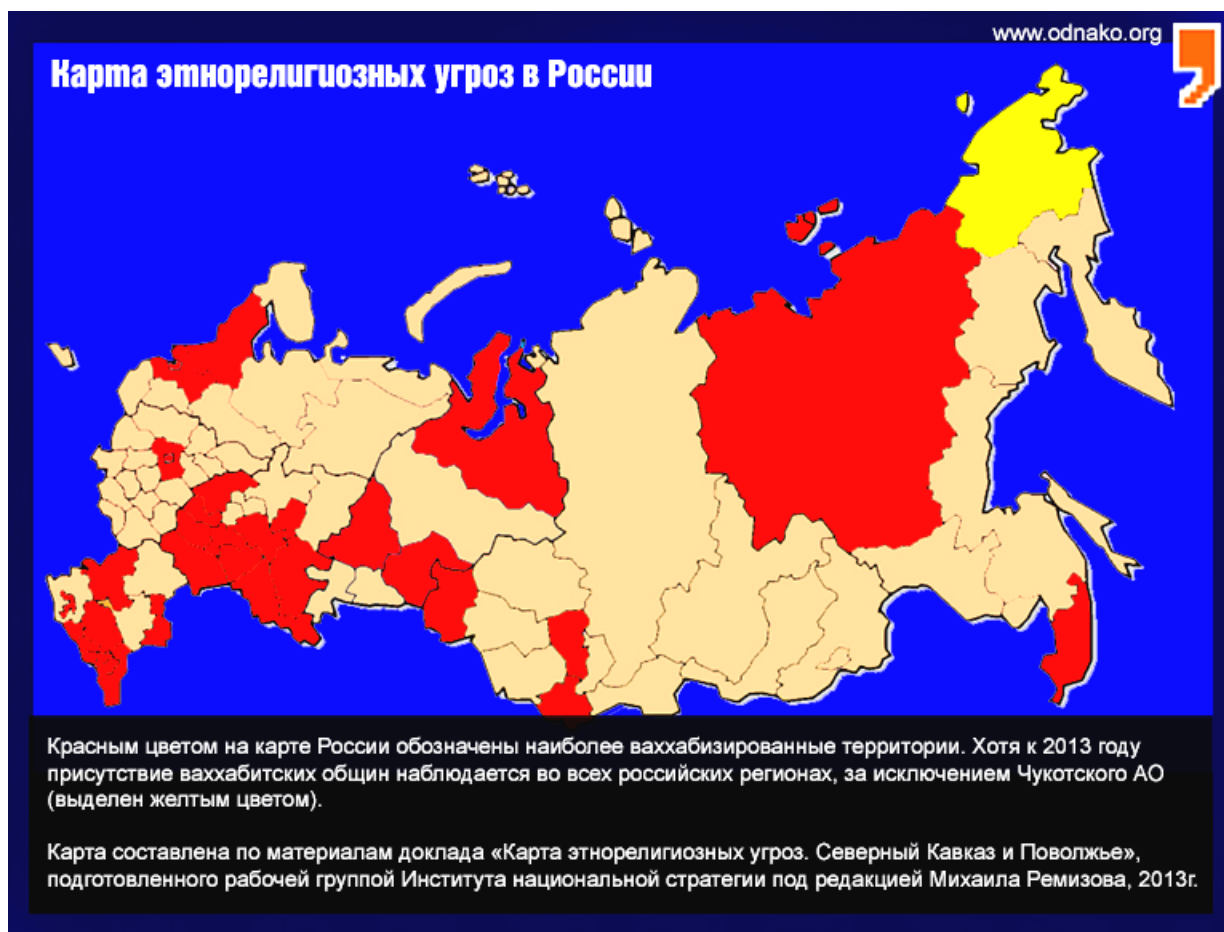 www.odnako.org
Карта этнорелигиозных угроз в России
Красным цветом на карте России обозначены наиболее ваххабизированные территории. Хотя к 2013 году
присутствие ваххабитских общин наблюдается во всех российских регионах, за исключением Чукотского АО
(выделен желтым цветом).
Карта составлена по материалам доклада «Карта этнорелигиозных угроз. Северный Кавказ и Поволжье»,
подготовленного рабочей группой Института национальной стратегии под редакцией Михаила Ремизова, 2013г.